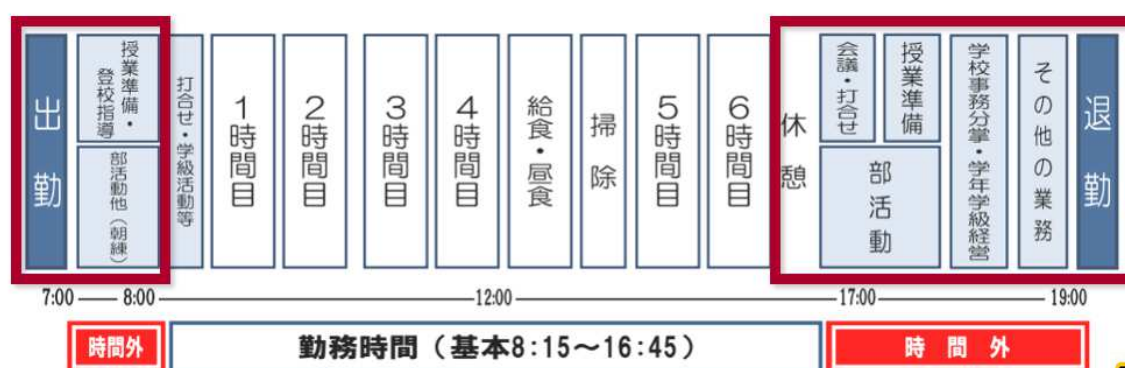 出勤
授業準備・
登校指導
部活動他（朝練）
打合せ・学級活動等
1時間目
2時間目
3時間目
4時間目
給食・昼食
掃除
5時間目
6時間目
休憩
会議・打合せ
授業準備
部活動
学校事務分掌・学年学級経営
その他の業務
退勤
7:00 8:00 12:00 17:00 19:00
時間外
勤務時間（基本8:15～16:45）
時間外